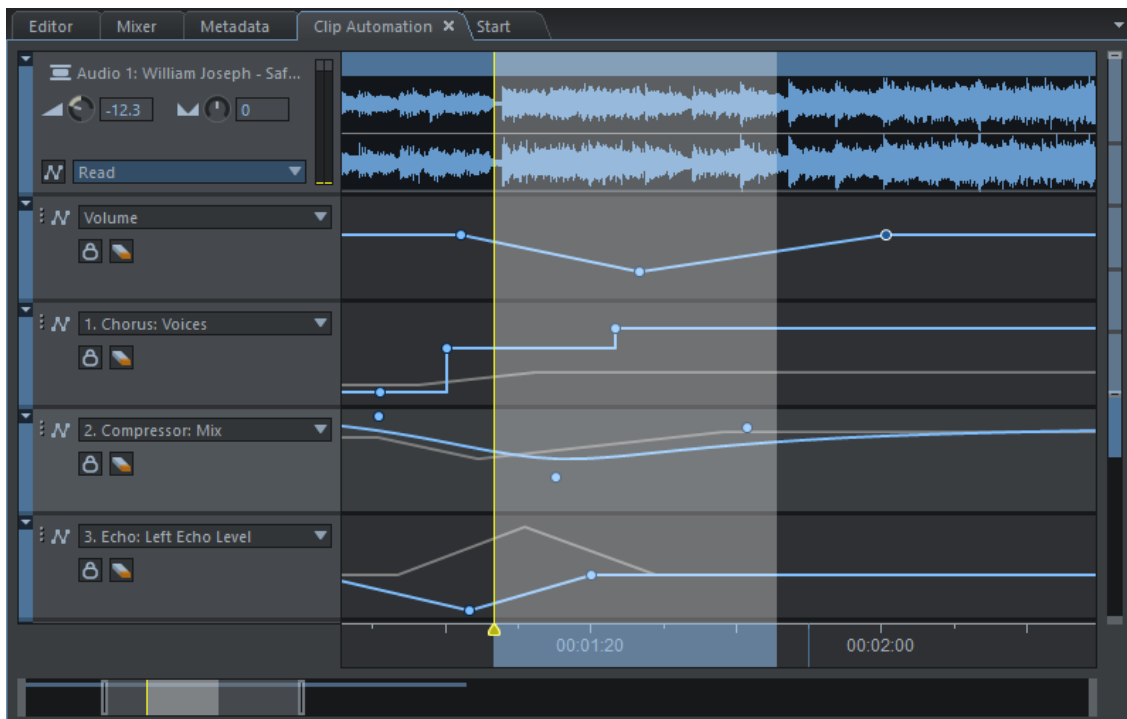 Editor Mixer Metadata Clip Automation Start
Audio 1: William Joseph - Saf...
-12.3 0
Read
Volume
1. Chorus: Voices
2. Compressor: Mix
3. Echo: Left Echo Level
00:01:20 00:02:00